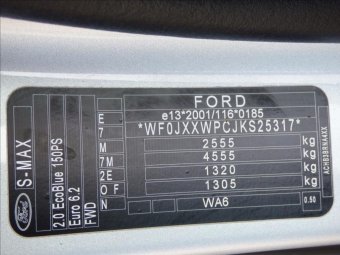 FORD
e13*2001/116*0185
*WF0JXXWPCJKS25317*
2555 kg
4555 kg
1320 kg
1305 kg
WA6
0.50
E
7
7M
2E
O F
N
S-MAX
Ford
2.0 EcoBlue 150PS
Euro 6.2
FWD